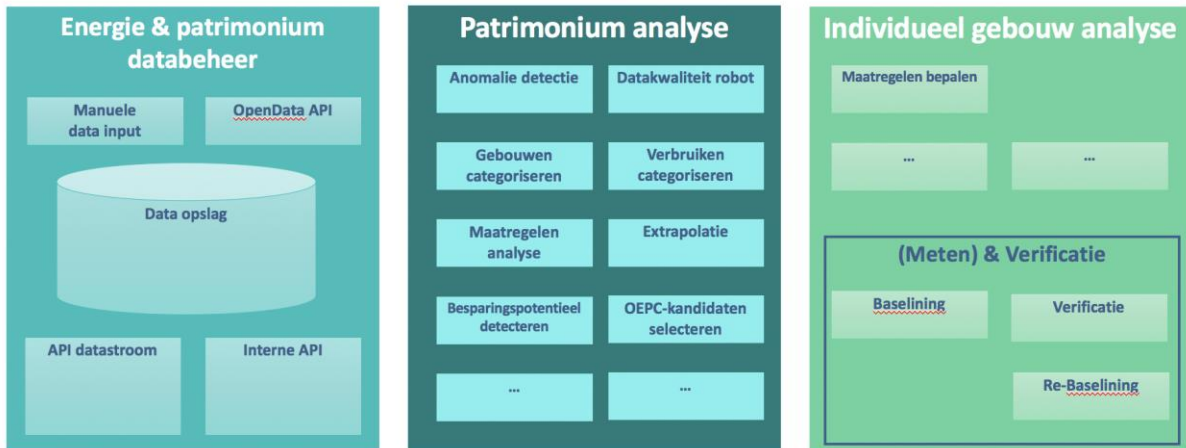 Energie & patrimonium
databeheer
Manuele
data input
OpenData API
Data opslag
API datastroom
Interne API
Patrimonium analyse
Anomalie detectie
Datakwaliteit robot
Gebouwen
categoriseren
Verbruiken
categoriseren
Maatregelen
analyse
Extrapolatie
Besparingspotentieel
detecteren
OEPC-kandidaten
selecteren
...
...
Individueel gebouw analyse
Maatregelen bepalen
...
...
(Meten) & Verificatie
Baselining
Verificatie
Re-Baselining